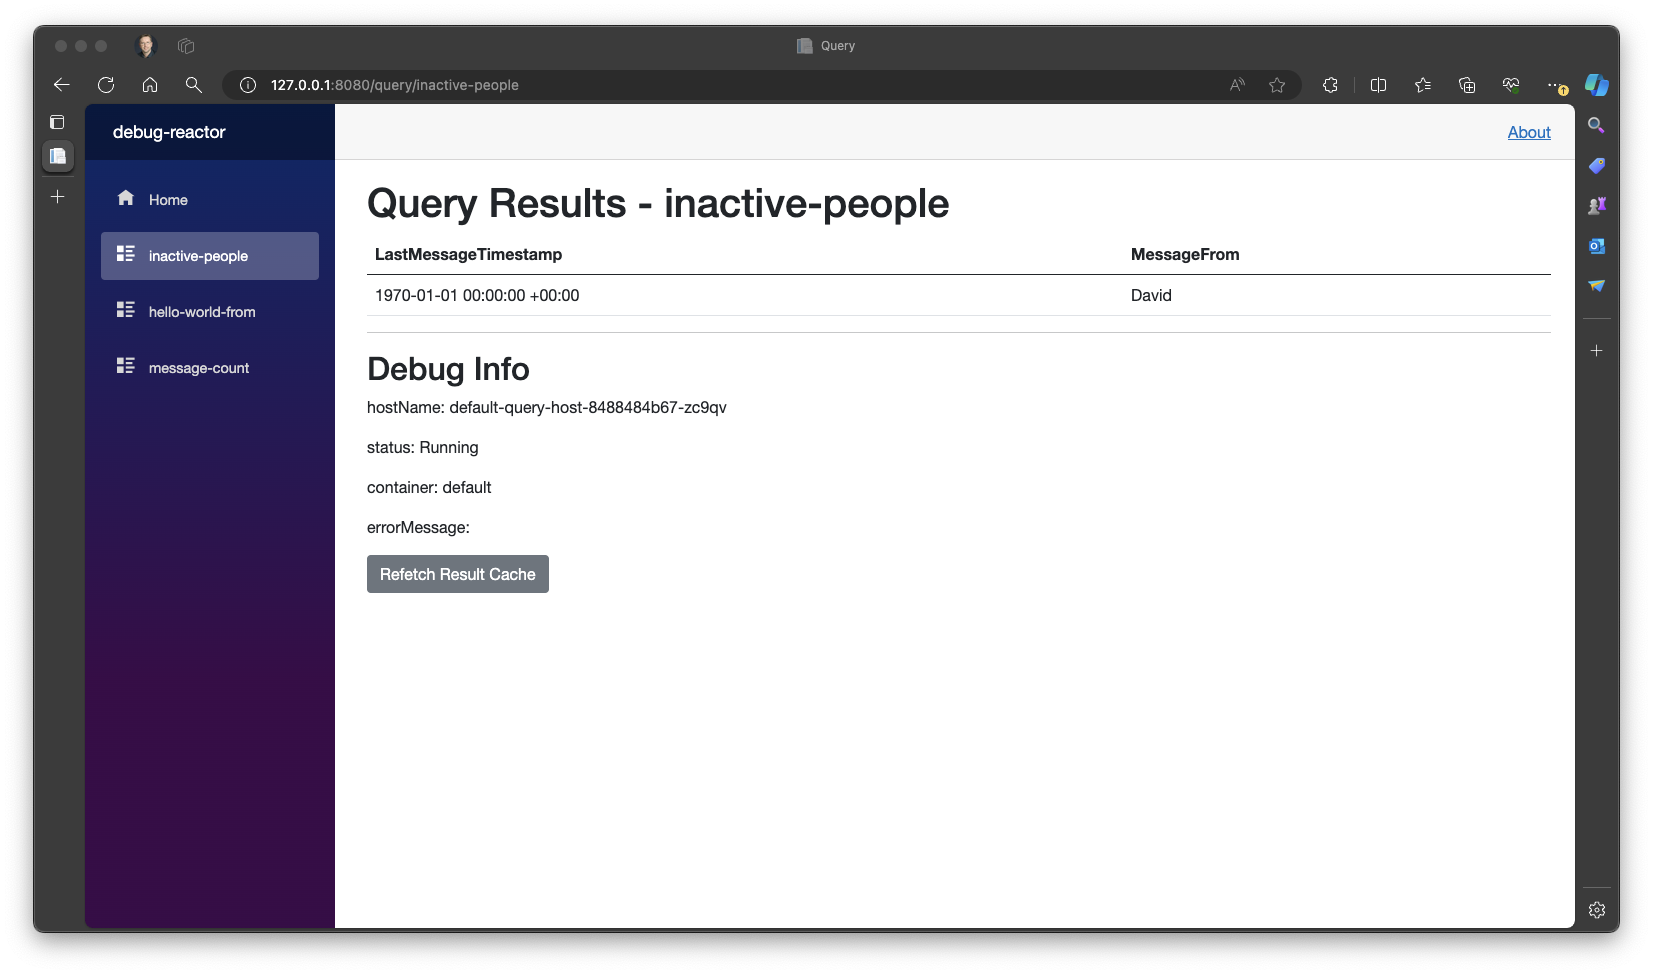 Query
127.0.0.1:8080/query/inactive-people
debug-reactor
About
Home
inactive-people
hello-world-from
message-count
Query Results - inactive-people
LastMessageTimestamp MessageFrom
1970-01-01 00:00:00 +00:00 David
Debug Info
hostName: default-query-host-8488484b67-zc9qv
status: Running
container: default
errorMessage:
Refetch Result Cache